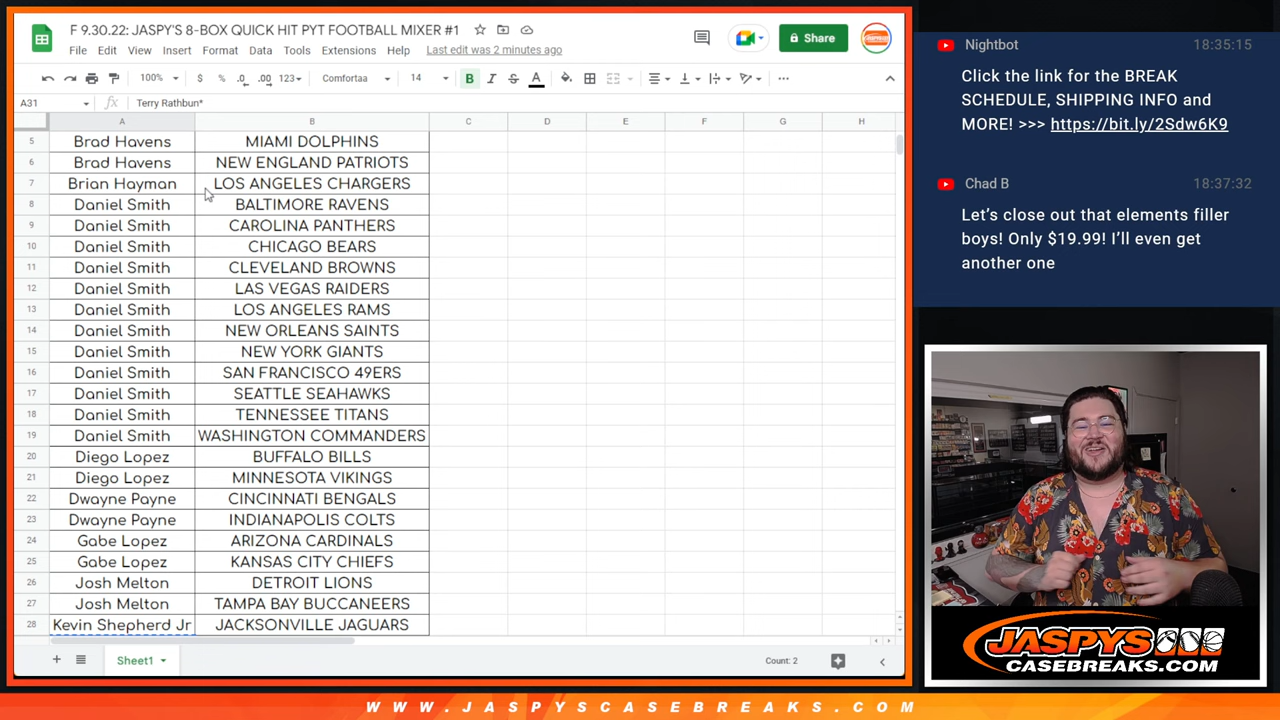 F 9.30.22: JASPY'S 8-BOX QUICK HIT PYT FOOTBALL MIXER #1
File Edit View Insert Format Data Tools Extensions Help Last edit was 2 minutes ago
Share
100% $ % .0 .00 123 Comfortaa 14 B I S A
A31 fx Terry Rathbun*
A B C D E F G H
5 Brad Havens MIAMI DOLPHINS
6 Brad Havens NEW ENGLAND PATRIOTS
7 Brian Hayman LOS ANGELES CHARGERS
8 Daniel Smith BALTIMORE RAVENS
9 Daniel Smith CAROLINA PANTHERS
10 Daniel Smith CHICAGO BEARS
11 Daniel Smith CLEVELAND BROWNS
12 Daniel Smith LAS VEGAS RAIDERS
13 Daniel Smith LOS ANGELES RAMS
14 Daniel Smith NEW ORLEANS SAINTS
15 Daniel Smith NEW YORK GIANTS
16 Daniel Smith SAN FRANCISCO 49ERS
17 Daniel Smith SEATTLE SEAHAWKS
18 Daniel Smith TENNESSEE TITANS
19 Daniel Smith WASHINGTON COMMANDERS
20 Diego Lopez BUFFALO BILLS
21 Diego Lopez MINNESOTA VIKINGS
22 Dwayne Payne CINCINNATI BENGALS
23 Dwayne Payne INDIANAPOLIS COLTS
24 Gabe Lopez ARIZONA CARDINALS
25 Gabe Lopez KANSAS CITY CHIEFS
26 Josh Melton DETROIT LIONS
27 Josh Melton TAMPA BAY BUCCANEERS
28 Kevin Shepherd Jr JACKSONVILLE JAGUARS
Sheet1 Count: 2
Nightbot 18:35:15
Click the link for the BREAK
SCHEDULE, SHIPPING INFO and
MORE! >>> https://bit.ly/2Sdw6K9
Chad B 18:37:32
Let's close out that elements filler
boys! Only $19.99! I'll even get
another one
JASPYS
CASEBREAKS.COM
WWW.JASPYSCASEBREAKS.COM